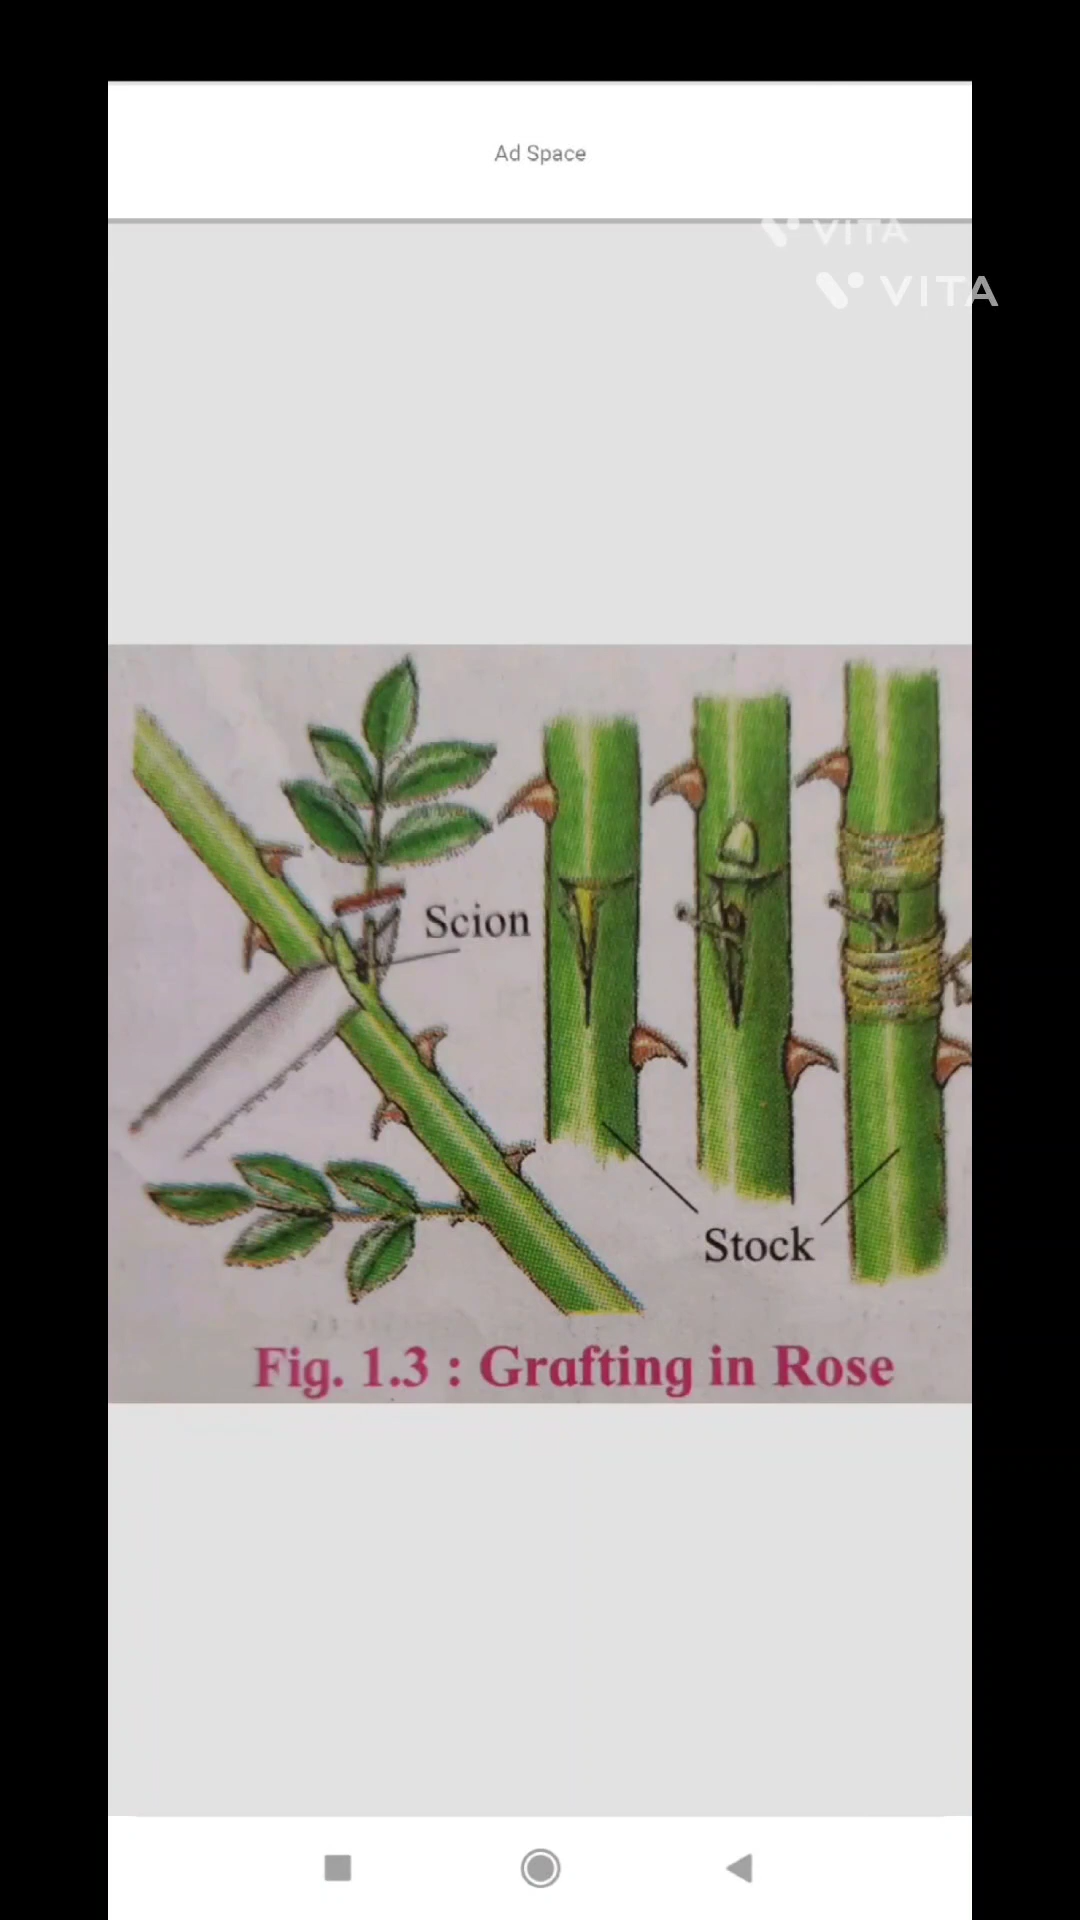 Ad Space
VITA
VITA
Scion
Stock
Fig. 1.3 : Grafting in Rose